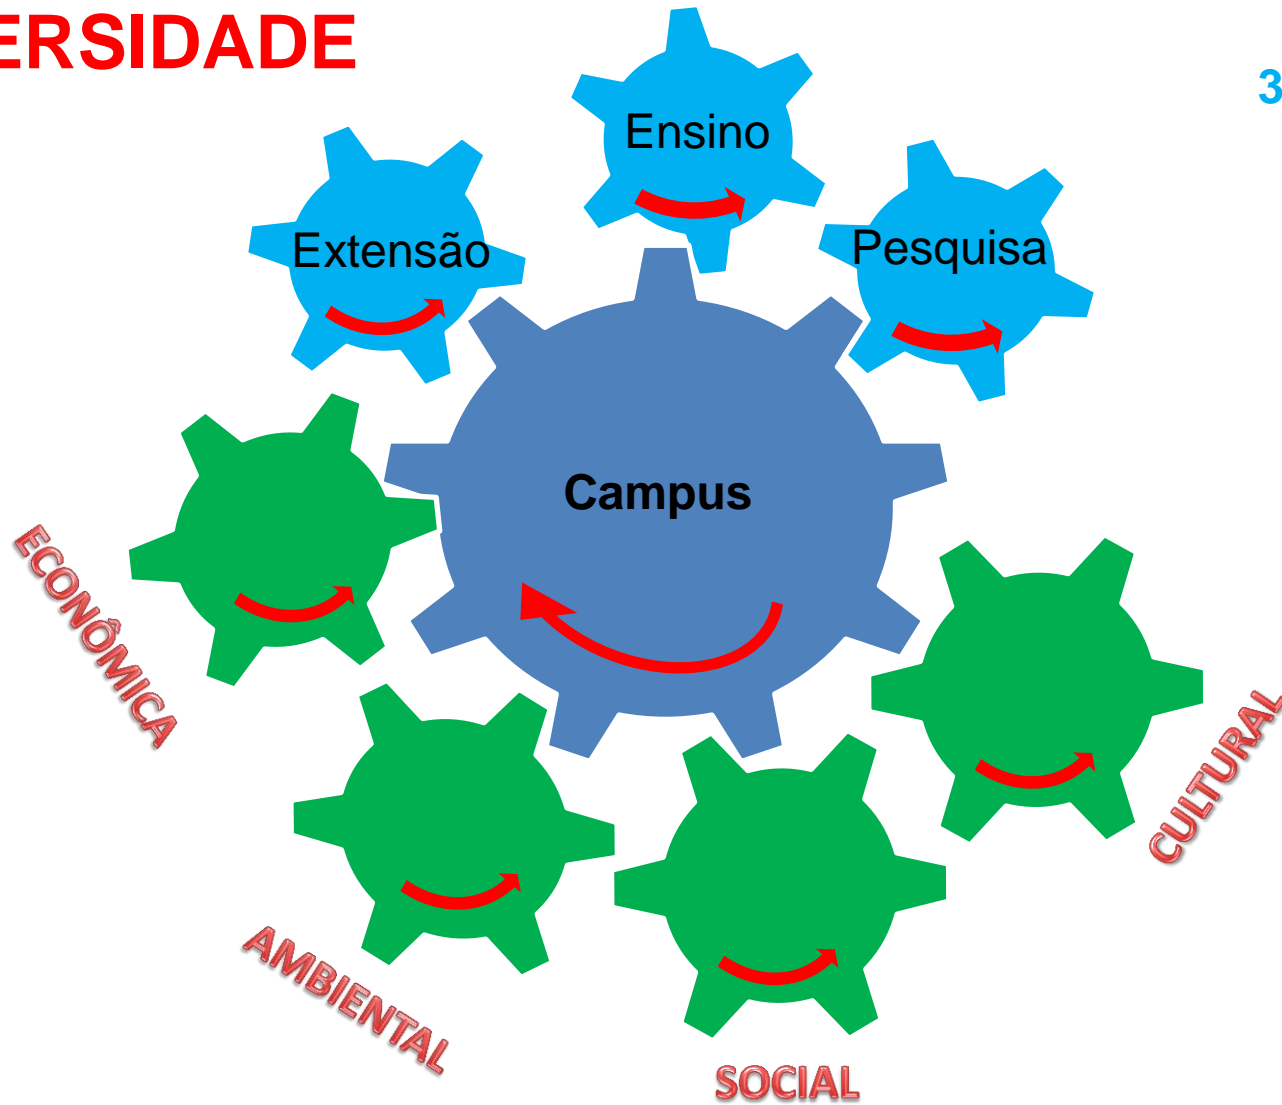 ERSIDADE
3
Ensino
Extensão
Pesquisa
Campus
ECONÔMICA
CULTURAL
AMBIENTAL
SOCIAL